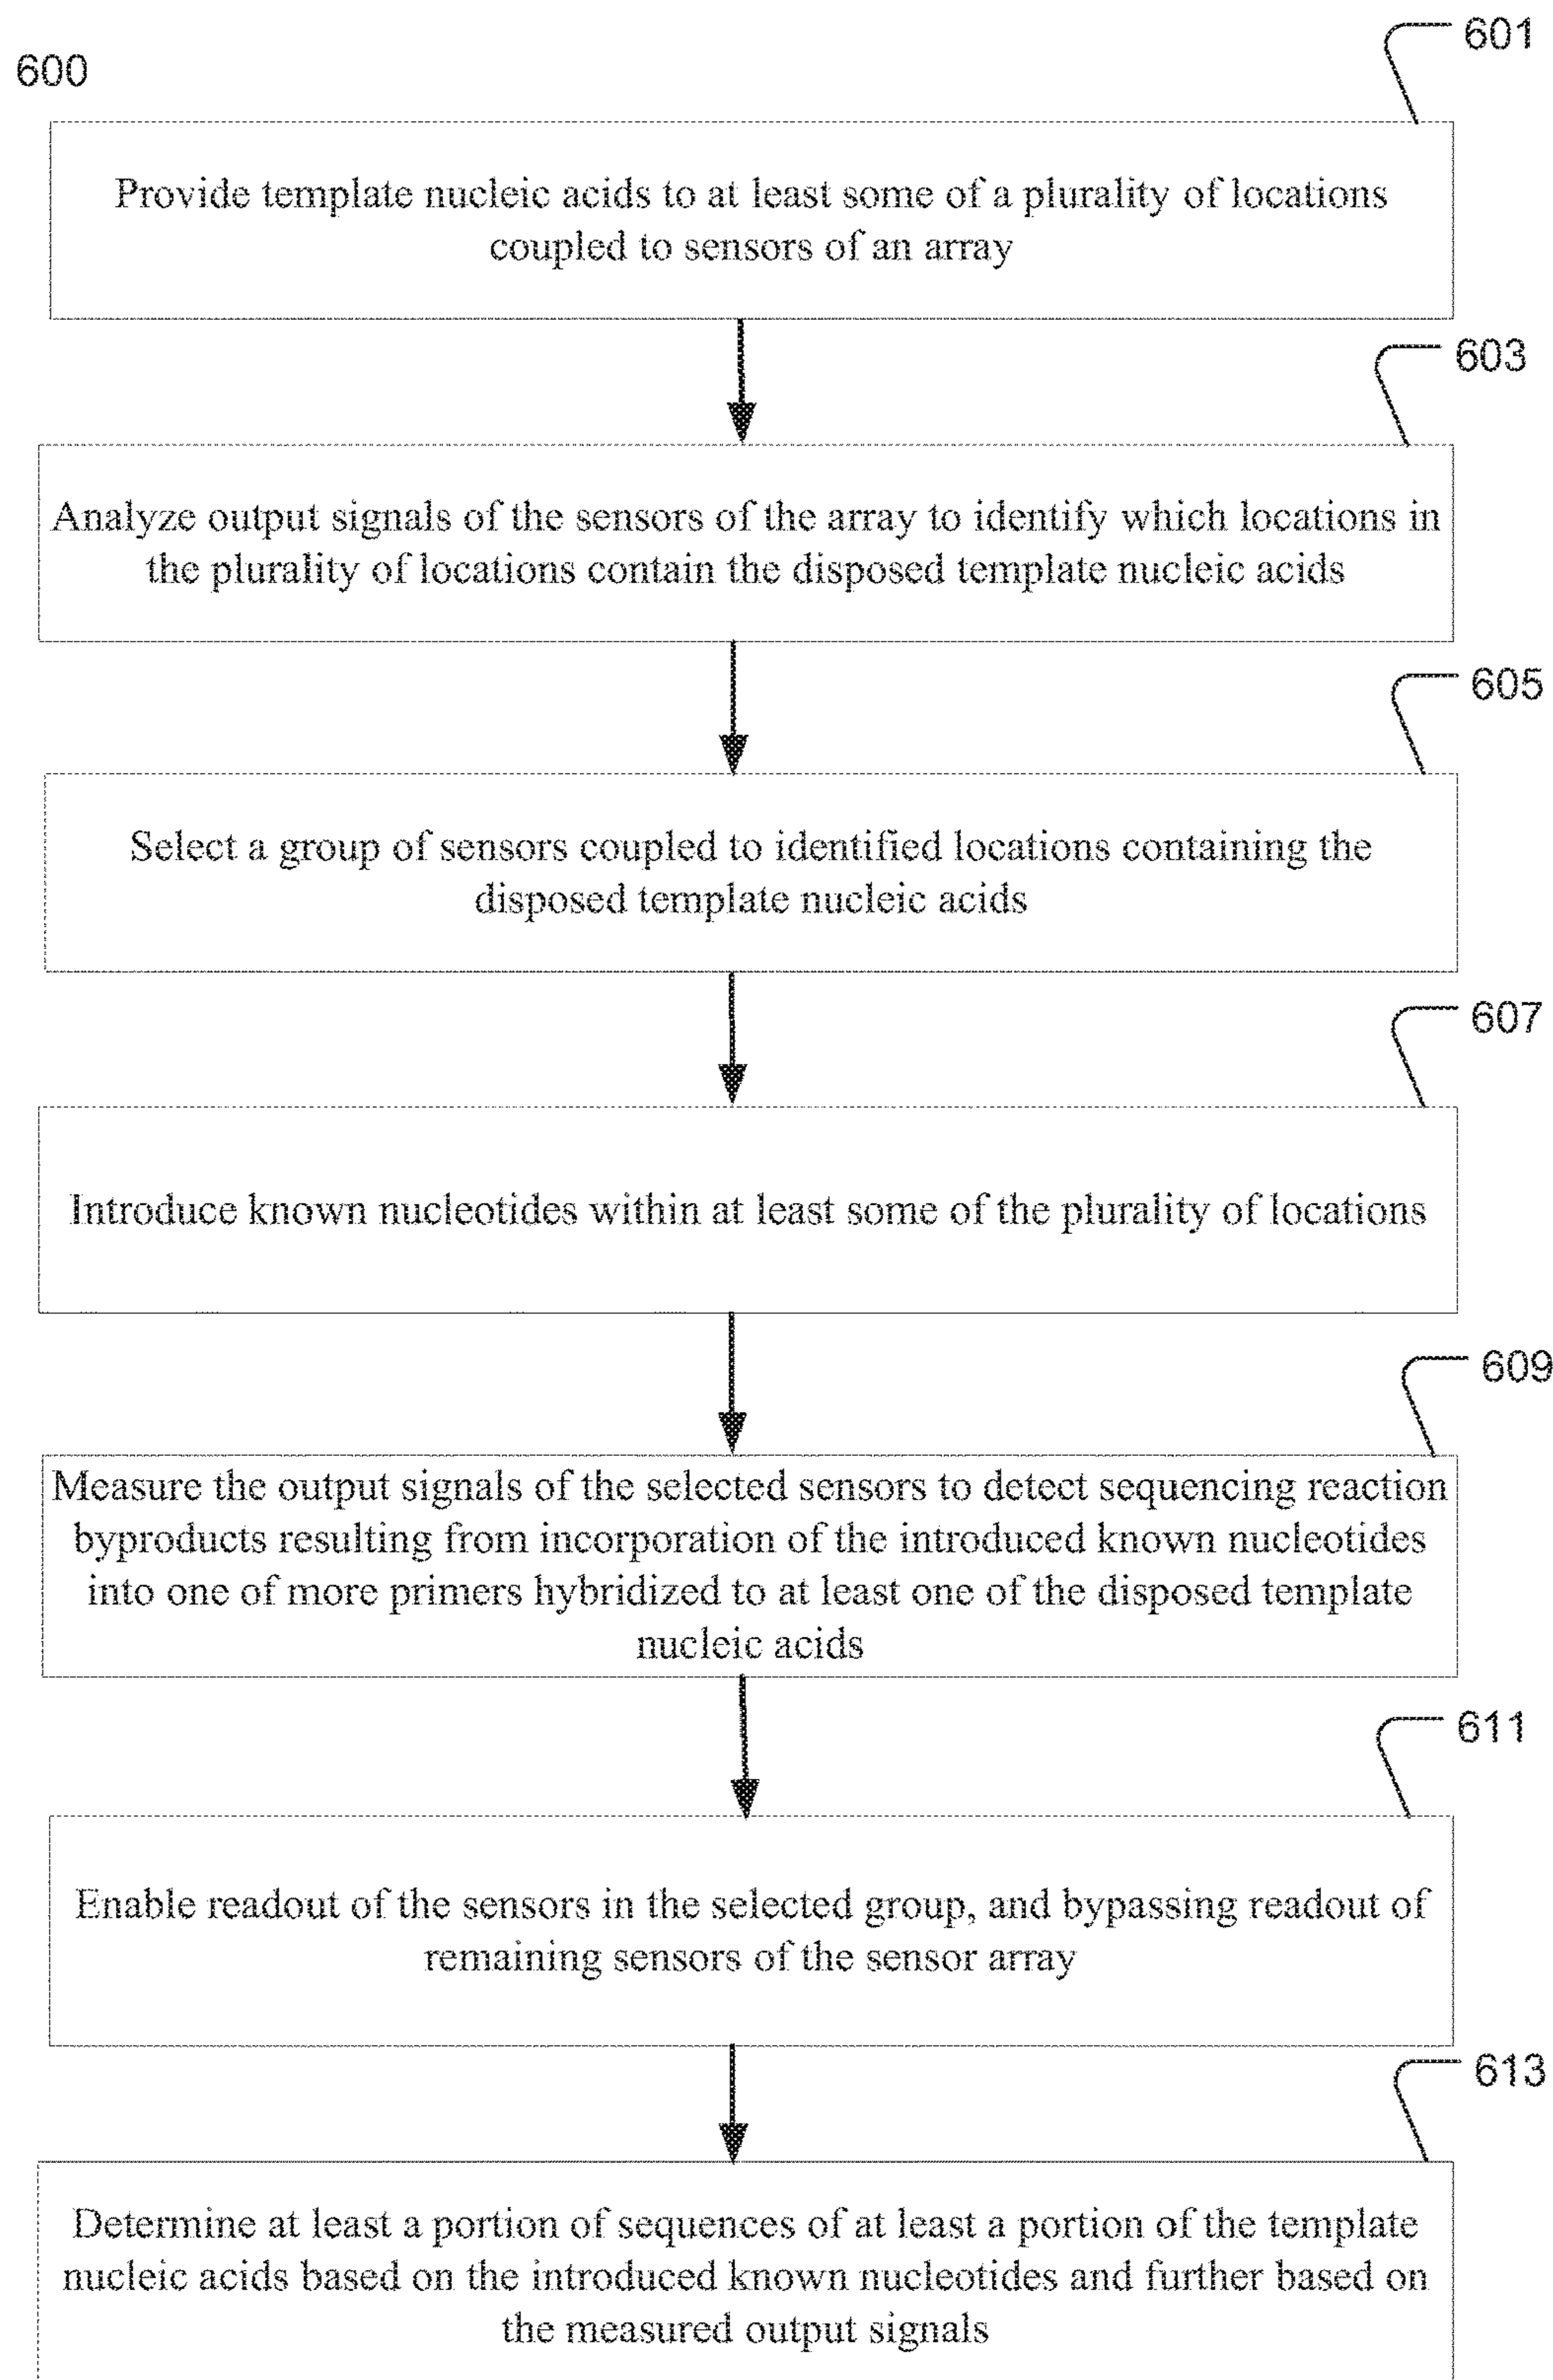 601
600
Provide template nucleic acids to at least some of a plurality of locations
coupled to sensors of an array
603
Analyze output signals of the sensors of the array to identify which locations in
the plurality of locations contain the disposed template nucleic acids
605
Select a group of sensors coupled to identified locations containing the
disposed template nucleic acids
607
Introduce known nucleotides within at least some of the plurality of locations
609
Measure the output signals of the selected sensors to detect sequencing reaction
byproducts resulting from incorporation of the introduced known nucleotides
into one of more primers hybridized to at least one of the disposed template
nucleic acids
611
Enable readout of the sensors in the selected group, and bypassing readout of
remaining sensors of the sensor array
613
Determine at least a portion of sequences of at least a portion of the template
nucleic acids based on the introduced known nucleotides and further based on
the measured output signals